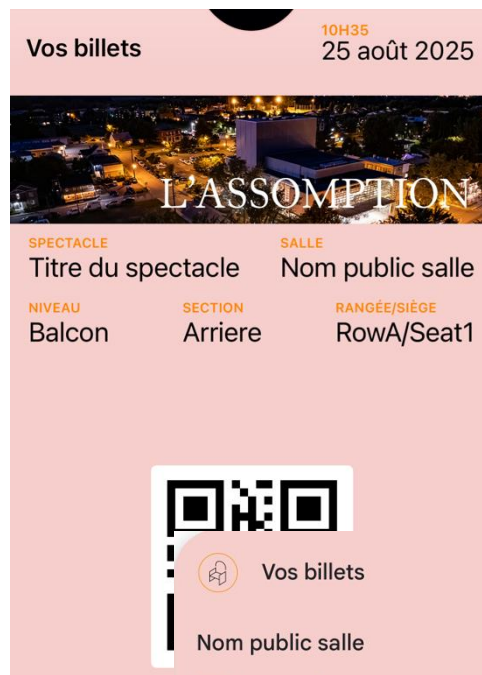 10H35
Vos billets 25 août 2025
L'ASSOMPTION
SPECTACLE SALLE
Titre du spectacle Nom public salle
NIVEAU SECTION RANGÉE/SIÈGE
Balcon Arriere RowA/Seat1
Vos billets
Nom public salle